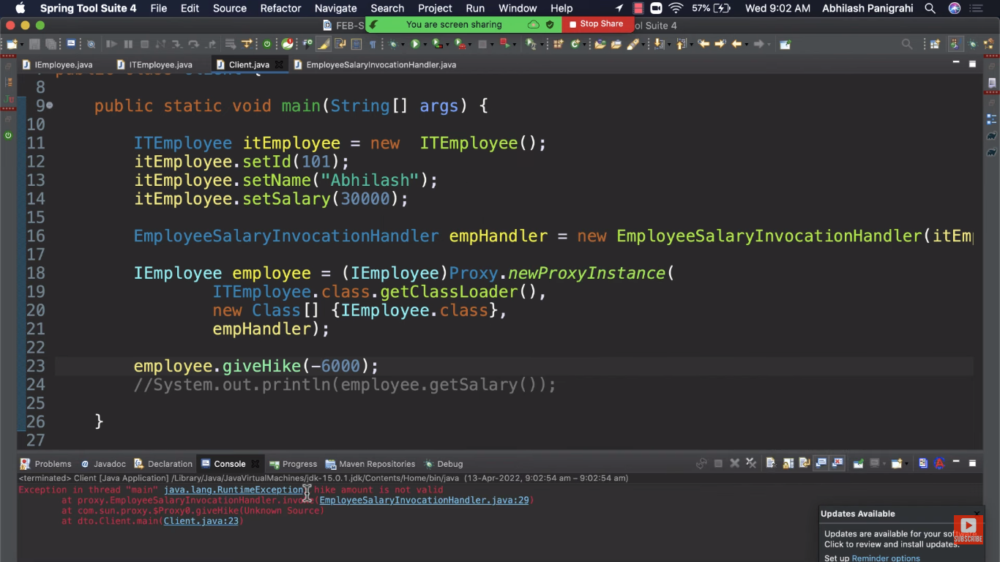 Spring Tool Suite 4 File Edit Source Refactor Navigate Search Project Run Window Help 57% Wed 9:02 AM Abhilash Panigrahi
FEB-S You are screen sharing Stop Share ol Suite 4
IEmployee.java ITEmployee.java Client.java EmployeeSalaryInvocationHandler.java
8
9 public static void main(String[] args) {
10
11 ITEmployee itEmployee = new ITEmployee();
12 itEmployee.setId(101);
13 itEmployee.setName("Abhilash");
14 itEmployee.setSalary(30000);
15
16 EmployeeSalaryInvocationHandler empHandler = new EmployeeSalaryInvocationHandler(itEmp
17
18 IEmployee employee = (IEmployee)Proxy.newProxyInstance(
19 ITEmployee.class.getClassLoader(),
20 new Class[] {IEmployee.class},
21 empHandler);
22
23 employee.giveHike(-6000);
24 //System.out.println(employee.getSalary());
25
26 }
27
Problems Javadoc Declaration Console Progress Maven Repositories Debug
<terminated> Client [Java Application] /Library/Java/JavaVirtualMachines/jdk-15.0.1.jdk/Contents/Home/bin/java (13-Apr-2022, 9:02:54 am – 9:02:54 am)
Exception in thread "main" java.lang.RuntimeException hike amount is not valid
at proxy.EmployeeSalaryInvocationHandler.invoke(EmployeeSalaryInvocationHandler.java:29)
at com.sun.proxy.$Proxy0.giveHike(Unknown Source)
at dto.Client.main(Client.java:23)
Updates Available
Updates are available for your software.
Click to review and install updates.
Set up Reminder options
SUBSCRIBE